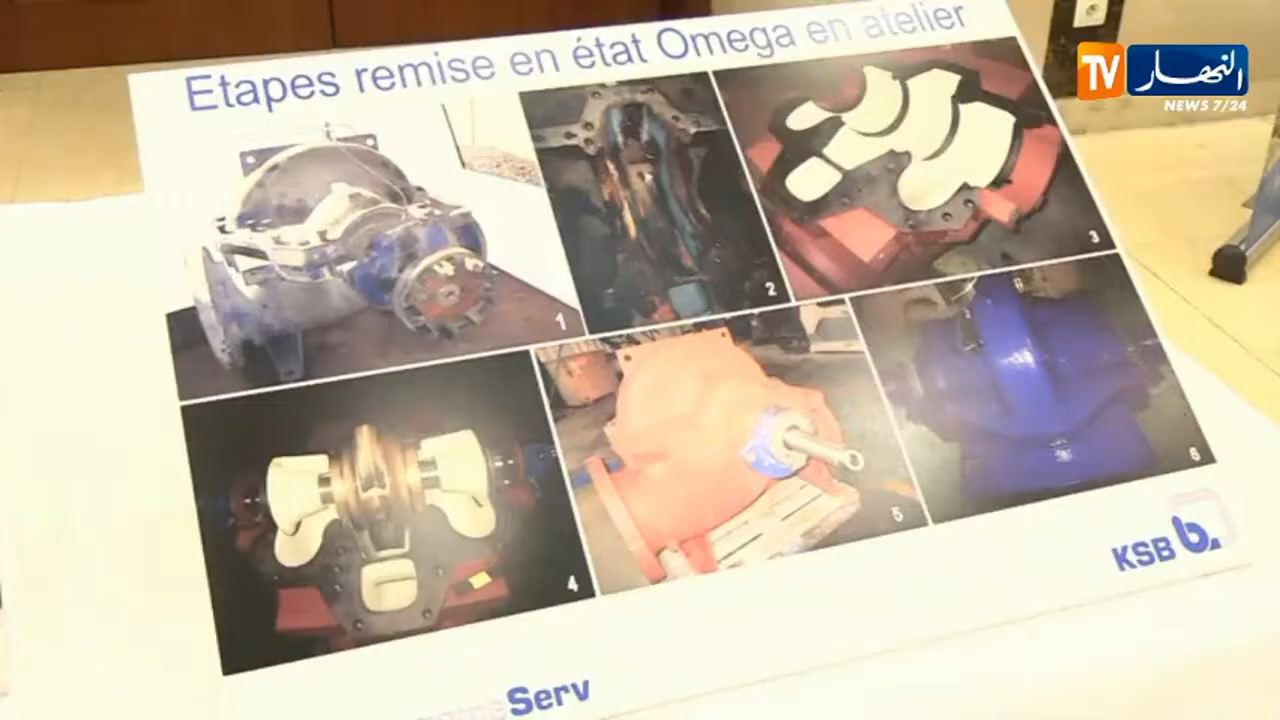 Etapes remise en état Omega en atelier
TV النهار
NEWS 7/24
1
2
3
4
5
6
KSB b.
Serv